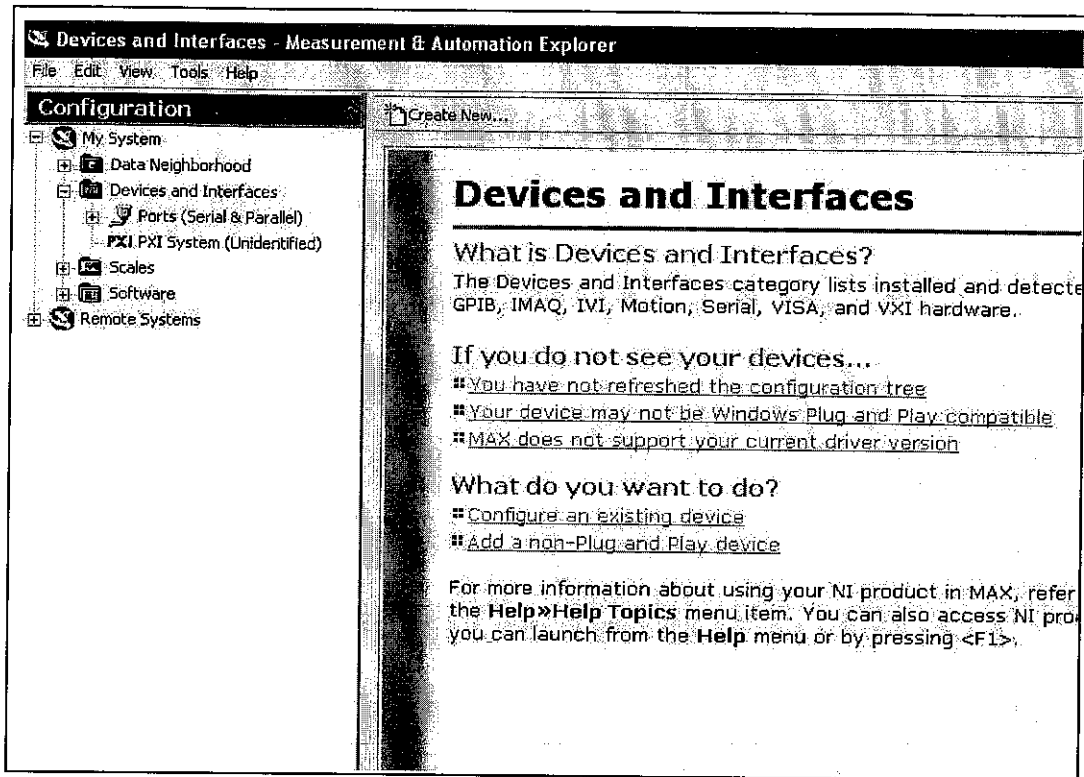 Devices and Interfaces - Measurement & Automation Explorer
File Edit View Tools Help
Configuration
Create New...
My System
Data Neighborhood
Devices and Interfaces
Ports (Serial & Parallel)
PXI PXI System (Unidentified)
Scales
Software
Remote Systems
Devices and Interfaces
What is Devices and Interfaces?
The Devices and Interfaces category lists installed and detecte
GPIB, IMAQ, IVI, Motion, Serial, VISA, and VXI hardware.
If you do not see your devices...
You have not refreshed the configuration tree
Your device may not be Windows Plug and Play compatible
MAX does not support your current driver version
What do you want to do?
Configure an existing device
Add a non-Plug and Play device
For more information about using your NI product in MAX, refer
the Help»Help Topics menu item. You can also access NI pro
you can launch from the Help menu or by pressing <F1>.